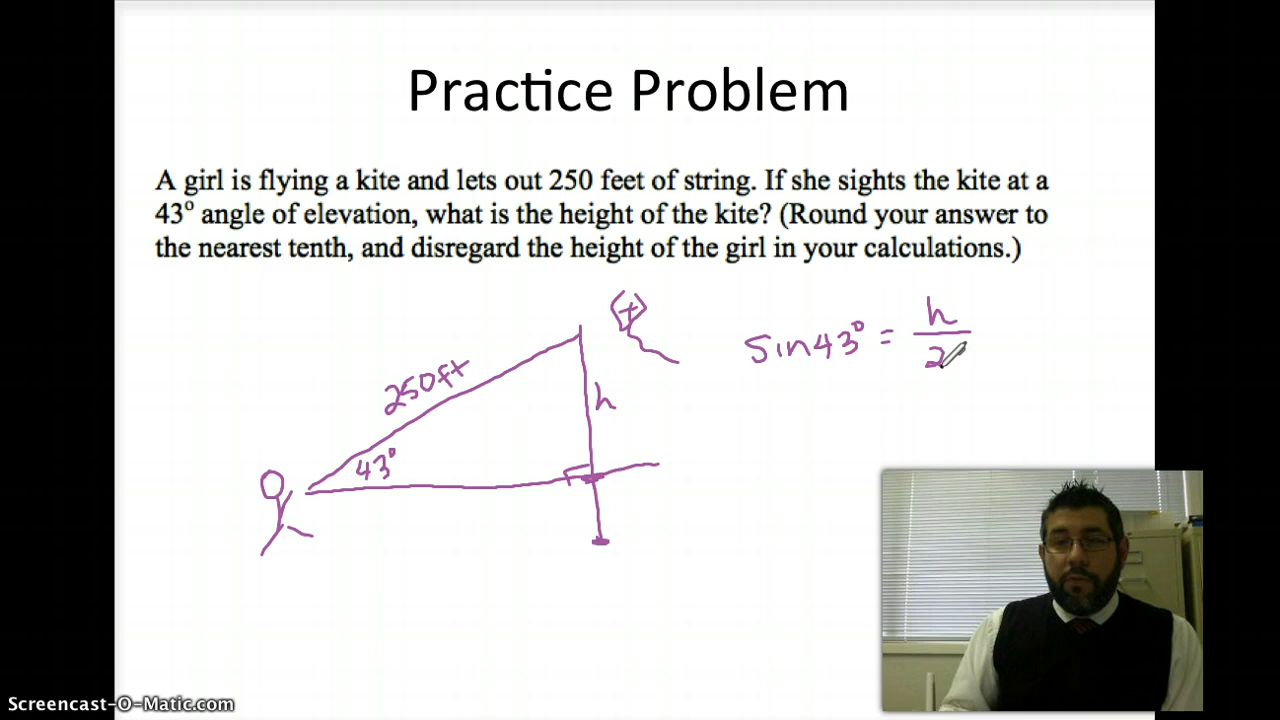 Practice Problem
A girl is flying a kite and lets out 250 feet of string. If she sights the kite at a
43° angle of elevation, what is the height of the kite? (Round your answer to
the nearest tenth, and disregard the height of the girl in your calculations.)
250ft
43°
h
sin43° = h
2
Screencast-O-Matic.com